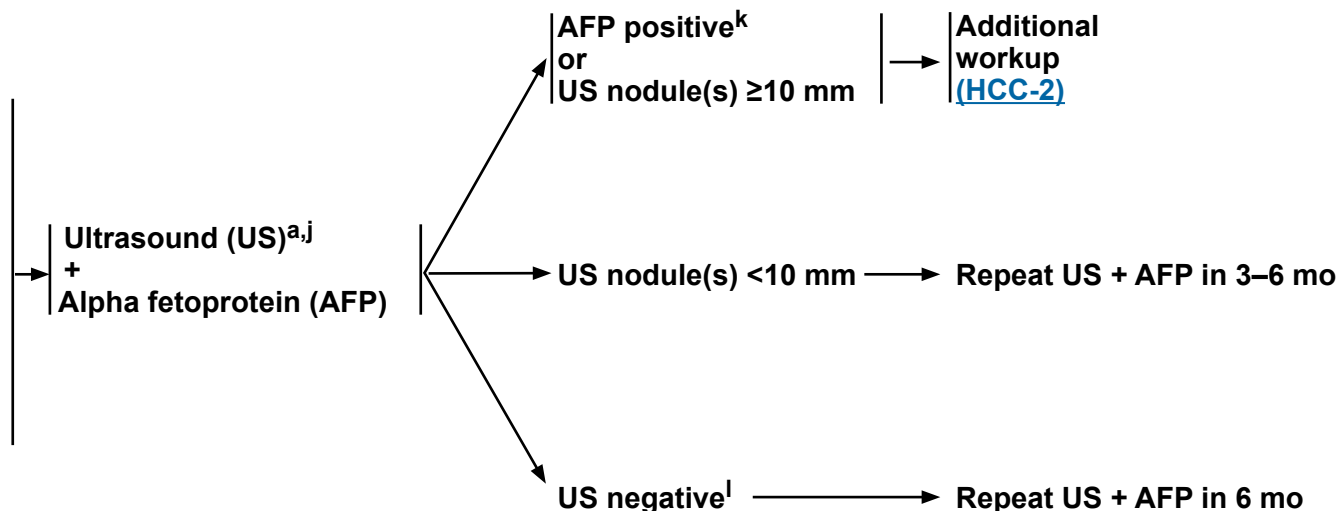 Ultrasound (US)a,j
+
Alpha fetoprotein (AFP)
AFP positivek
or
US nodule(s) ≥10 mm
Additional
workup
(HCC-2)
US nodule(s) <10 mm
Repeat US + AFP in 3–6 mo
US negativel
Repeat US + AFP in 6 mo